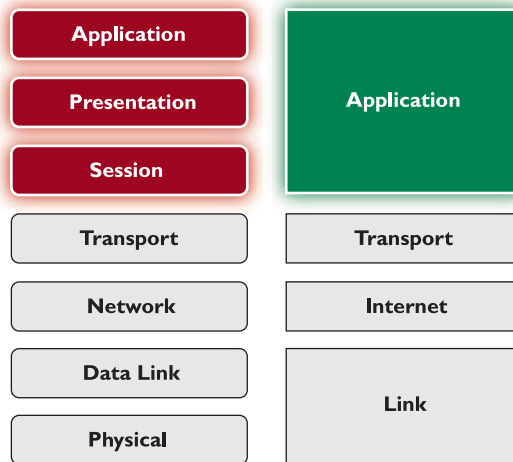 Application
Presentation
Session
Transport
Network
Data Link
Physical
Application
Transport
Internet
Link